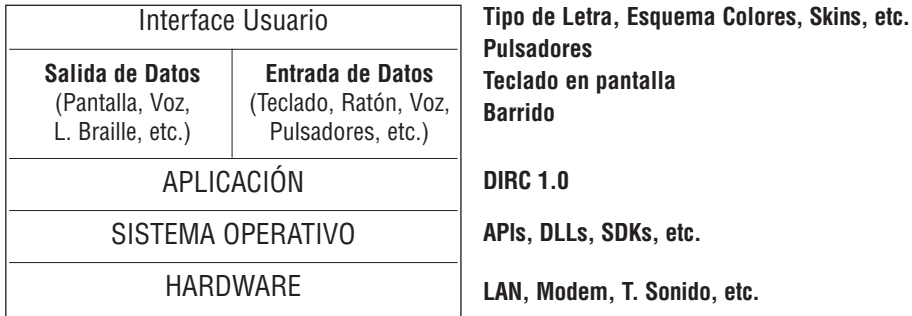 Interface Usuario
Salida de Datos
(Pantalla, Voz,
L. Braille, etc.)
Entrada de Datos
(Teclado, Ratón, Voz,
Pulsadores, etc.)
APLICACIÓN
SISTEMA OPERATIVO
HARDWARE
Tipo de Letra, Esquema Colores, Skins, etc.
Pulsadores
Teclado en pantalla
Barrido
DIRC 1.0
APIs, DLLs, SDKs, etc.
LAN, Modem, T. Sonido, etc.